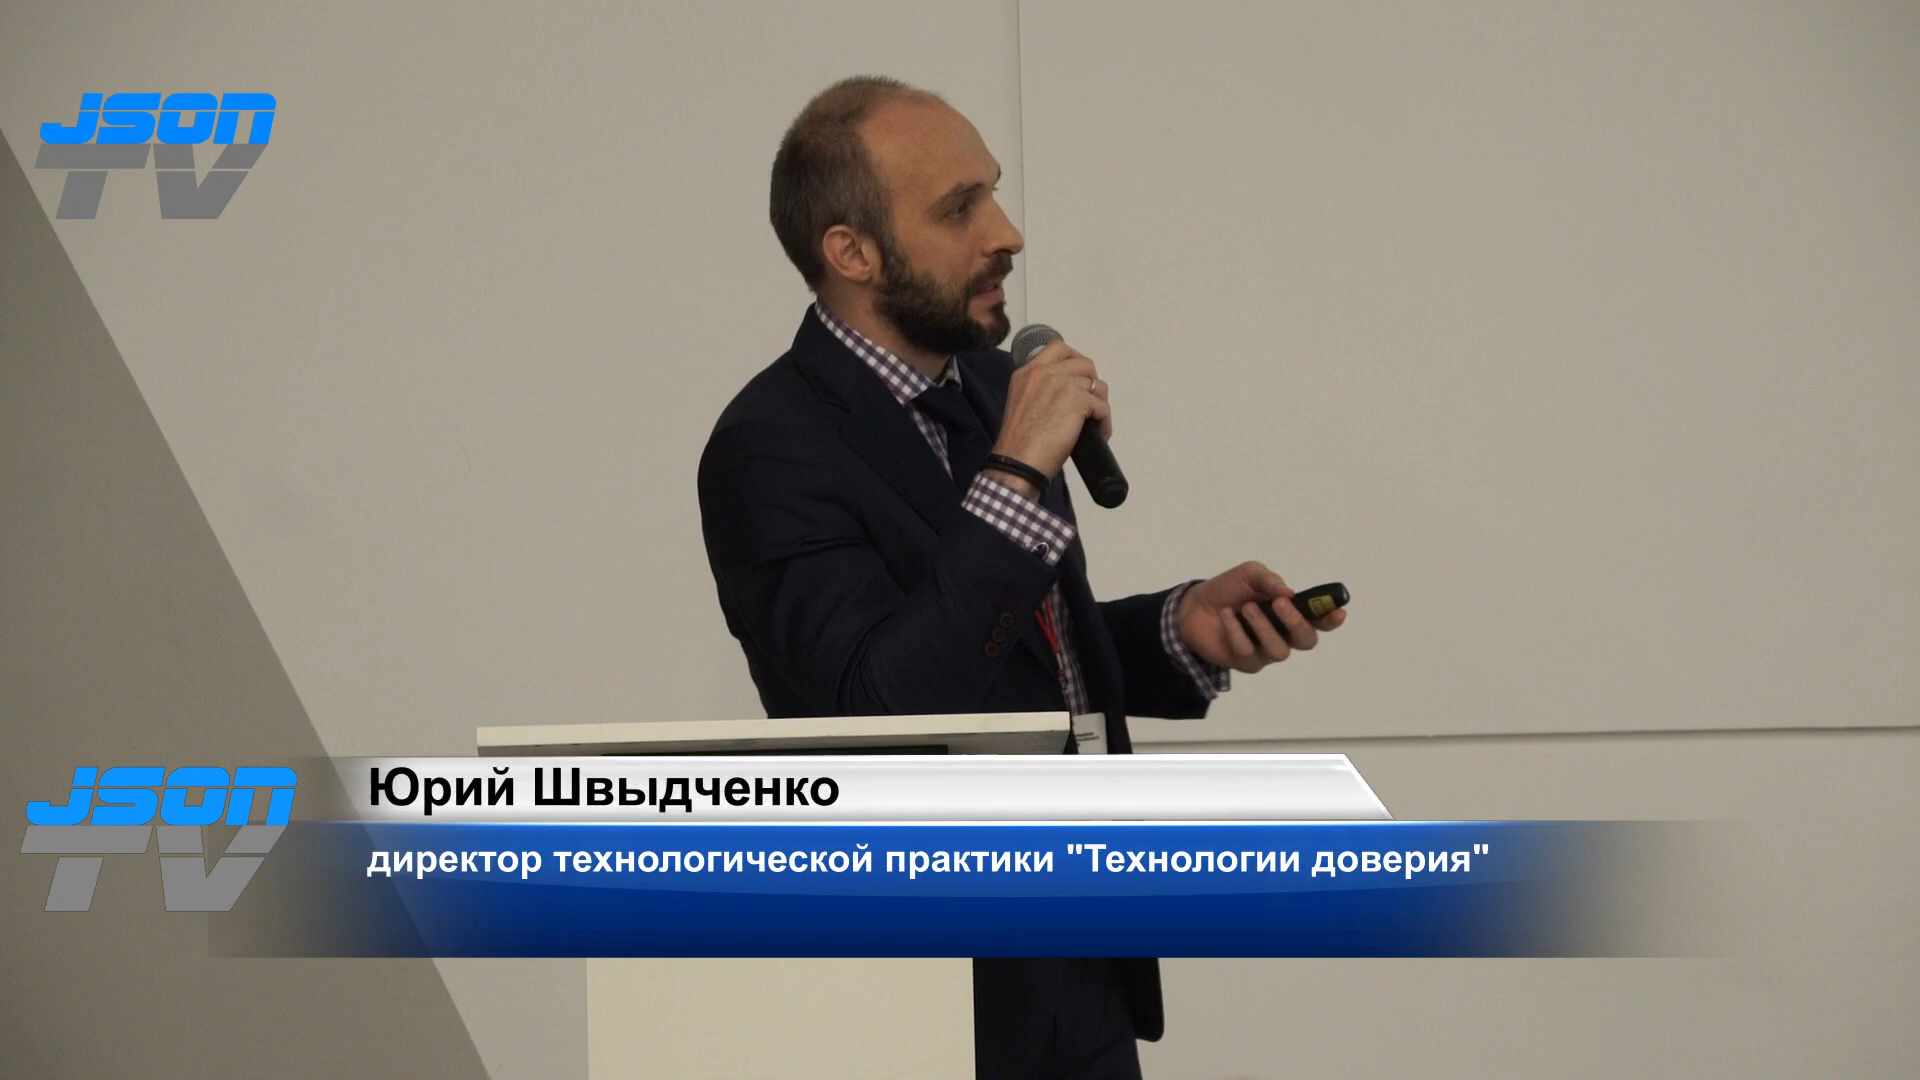 JSON
TV
JSON
TV
Юрий Швыдченко
директор технологической практики "Технологии доверия"